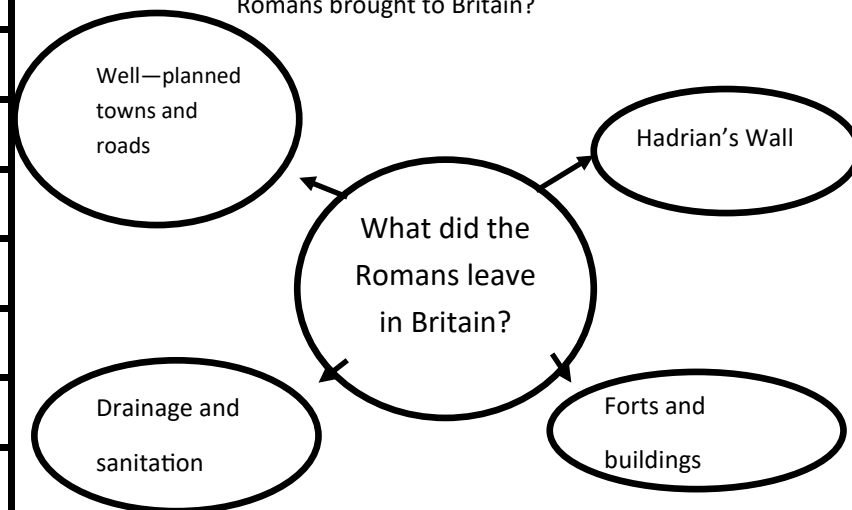 Romans brought to Britain?
Well—planned
towns and
roads
Hadrian’s Wall
What did the
Romans leave
in Britain?
Drainage and
sanitation
Forts and
buildings